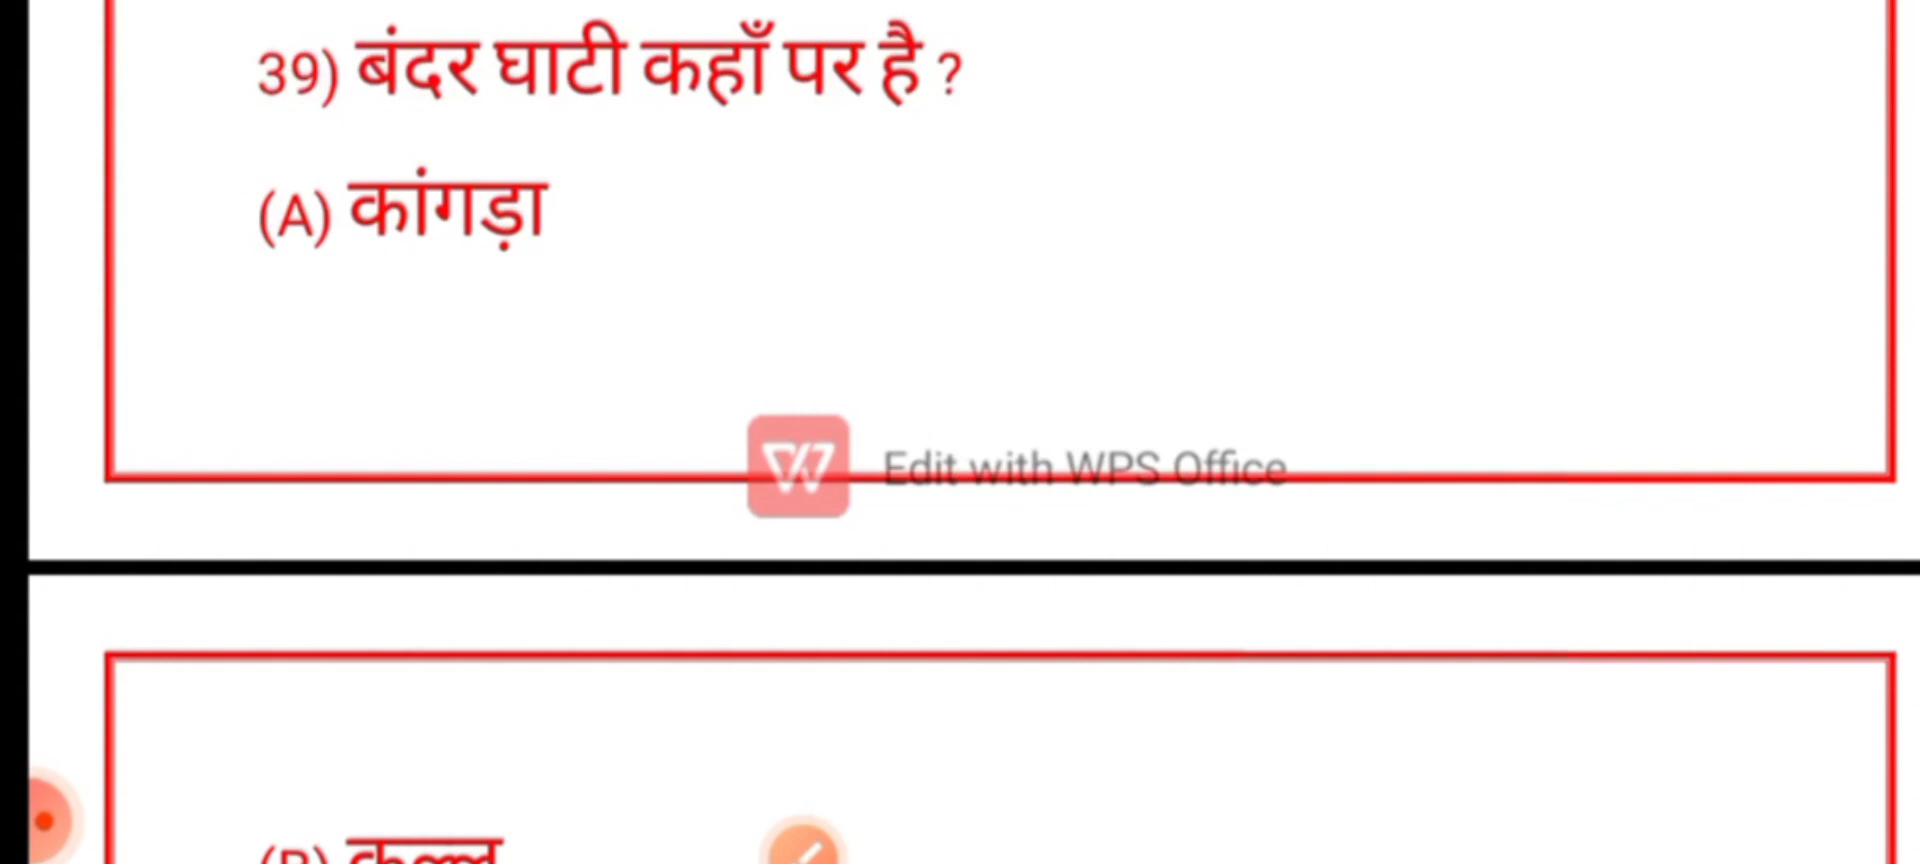 39) बंदर घाटी कहाँ पर है ?
(A) कांगड़ा
Edit with WPS Office
(B)